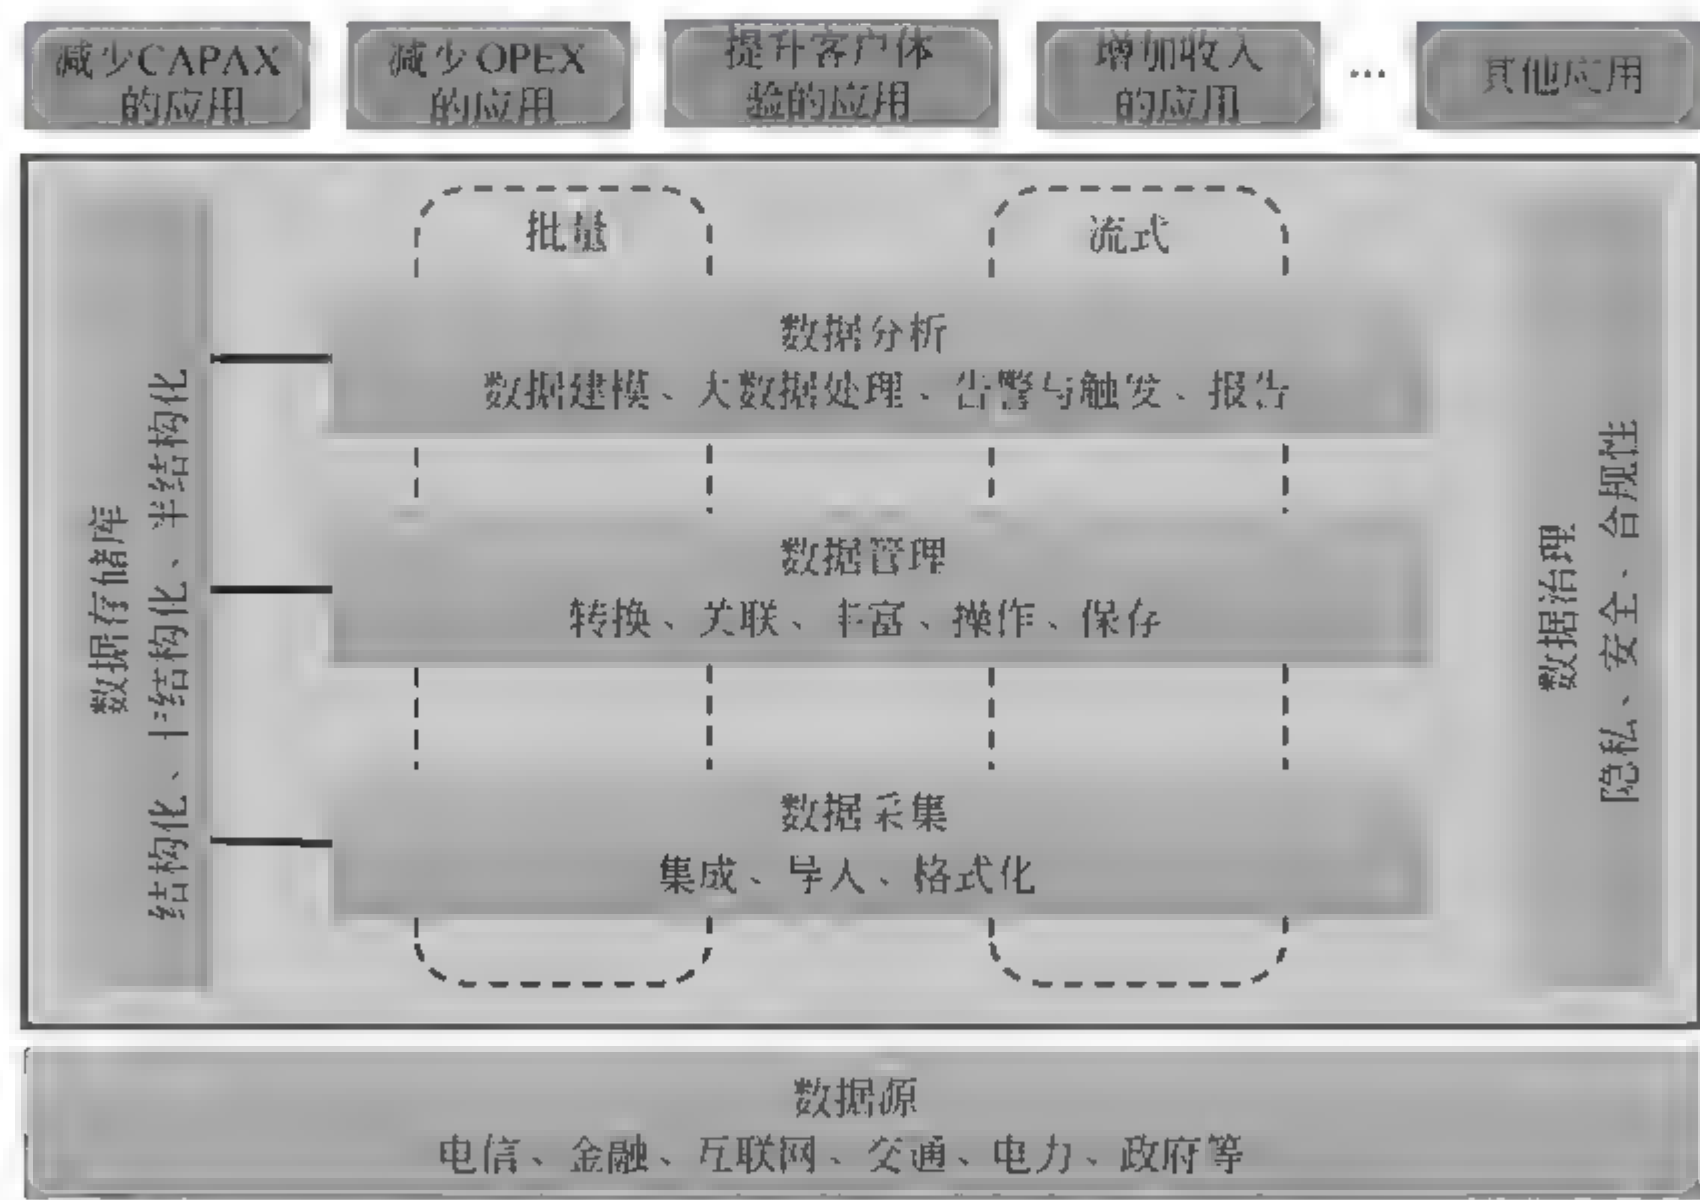 减少CAPAX
的应用
减少OPEX
的应用
提升客户体
验的应用
增加收入
的应用
…
其他应用
批量
流式
数据分析
数据建模、大数据处理、告警与触发、报告
数据管理
转换、关联、丰富、操作、保存
数据采集
集成、导入、格式化
数据存储库
结构化、非结构化、半结构化
数据治理
隐私、安全、合规性
数据源
电信、金融、互联网、交通、电力、政府等